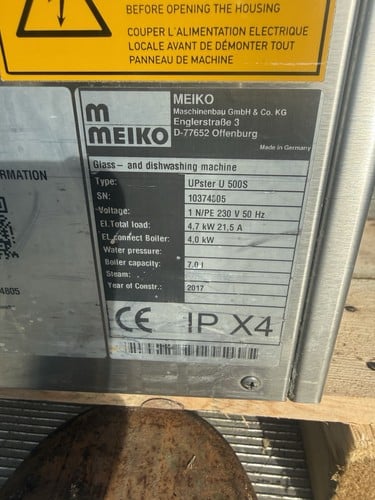 BEFORE OPENING THE HOUSING
COUPER L'ALIMENTATION ELECTRIQUE
LOCALE AVANT DE DÉMONTER TOUT
PANNEAU DE MACHINE
m
MEIKO
MEIKO
Maschinenbau GmbH & Co. KG
Englerstraße 3
D-77652 Offenburg
Made in Germany
Glass- and dishwashing machine
Type: UPster U 500S
SN: 10374805
Voltage: 1 N/PE 230 V 50 Hz
El.Total load: 4,7 kW 21,5 A
El.connect Boiler: 4,0 kW
Water pressure:
Boiler capacity: 7,0 l
Steam:
Year of Constr.: 2017
CE IP X4
RMATION
4805